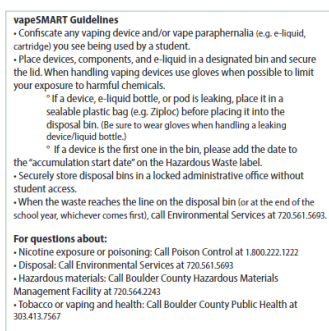 vapeSMART Guidelines
• Confiscate any vaping device and/or vape paraphernalia (e.g. e-liquid,
cartridge) you see being used by a student.
• Place devices, components, and e-liquid in a designated bin and secure
the lid. When handling vaping devices use gloves when possible to limit
your exposure to harmful chemicals.
° If a device, e-liquid bottle, or pod is leaking, place it in a
sealable plastic bag (e.g. Ziploc) before placing it into the
disposal bin. (Be sure to wear gloves when handling a leaking
device/liquid bottle.)
° If a device is the first one in the bin, please add the date to
the "accumulation start date" on the Hazardous Waste label.
• Securely store disposal bins in a locked administrative office without
student access.
• When the waste reaches the line on the disposal bin (or at the end of the
school year, whichever comes first), call Environmental Services at 720.561.5693.
For questions about:
• Nicotine exposure or poisoning: Call Poison Control at 1.800.222.1222
• Disposal: Call Environmental Services at 720.561.5693
• Hazardous materials: Call Boulder County Hazardous Materials
Management Facility at 720.564.2243
• Tobacco or vaping and health: Call Boulder County Public Health at
303.413.7567